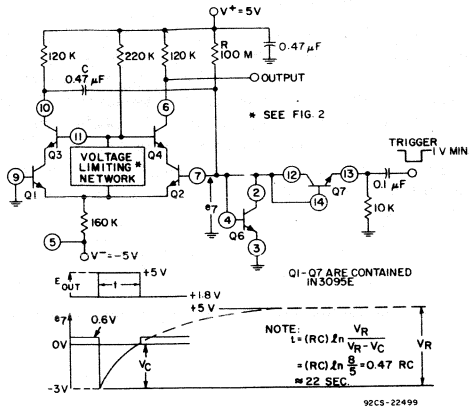 V+ = 5V
120 K
220 K
120 K
R
100 M
0.47 µF
C
0.47 µF
OUTPUT
10
6
* SEE FIG. 2
11
Q3
Q4
TRIGGER
1 V MIN
VOLTAGE
LIMITING *
NETWORK
9
7
12
13
Q7
Q1
Q2
2
14
0.1 µF
e7
4
10 K
160 K
Q6
3
5
V- = -5V
Q1-Q7 ARE CONTAINED
IN 3095E
EOUT
t
+5V
+1.8V
e7
0.6V
+5V
0V
VC
VR
-3V
NOTE:
t = (RC) ln VR / VR - VC
= (RC) ln 8/5 = 0.47 RC
≈ 22 SEC.
92CS-22499